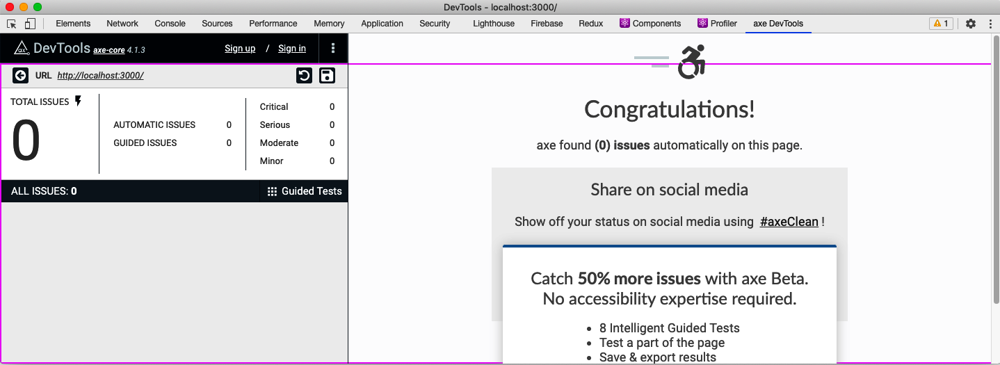 DevTools - localhost:3000/
Elements Network Console Sources Performance Memory Application Security Lighthouse Firebase Redux Components Profiler axe DevTools 1
ax DevTools axe-core 4.1.3 Sign up / Sign in
URL http://localhost:3000/
TOTAL ISSUES
0
AUTOMATIC ISSUES 0
GUIDED ISSUES 0
Critical 0
Serious 0
Moderate 0
Minor 0
ALL ISSUES: 0 Guided Tests
Congratulations!
axe found (0) issues automatically on this page.
Share on social media
Show off your status on social media using #axeClean !
Catch 50% more issues with axe Beta.
No accessibility expertise required.
• 8 Intelligent Guided Tests
• Test a part of the page
• Save & export results